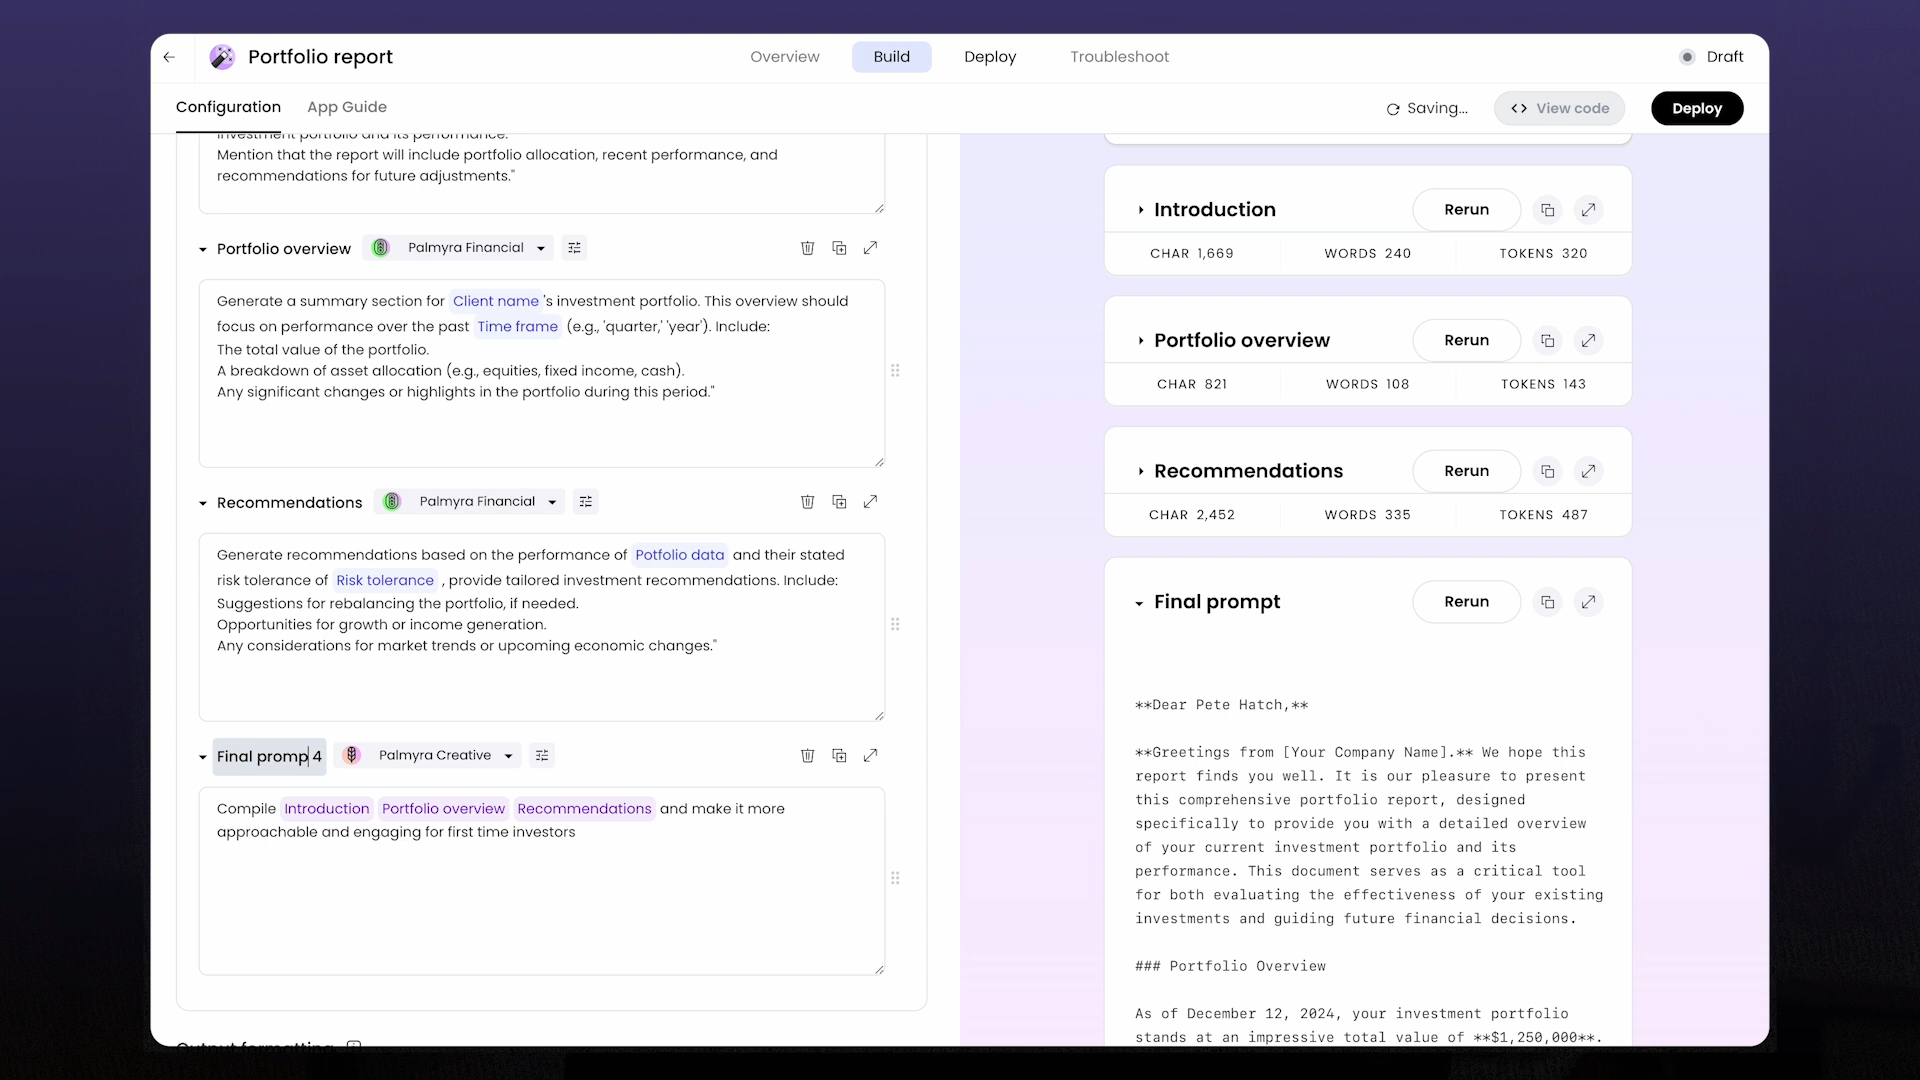 Portfolio report
Overview
Build
Deploy
Troubleshoot
Draft
Configuration
App Guide
Saving...
View code
Deploy
investment portfolio and its performance.
Mention that the report will include portfolio allocation, recent performance, and
recommendations for future adjustments."
Portfolio overview
Palmyra Financial
Generate a summary section for Client name 's investment portfolio. This overview should
focus on performance over the past Time frame (e.g., 'quarter,' 'year'). Include:
The total value of the portfolio.
A breakdown of asset allocation (e.g., equities, fixed income, cash).
Any significant changes or highlights in the portfolio during this period."
Recommendations
Palmyra Financial
Generate recommendations based on the performance of Potfolio data and their stated
risk tolerance of Risk tolerance , provide tailored investment recommendations. Include:
Suggestions for rebalancing the portfolio, if needed.
Opportunities for growth or income generation.
Any considerations for market trends or upcoming economic changes."
Final promp 4
Palmyra Creative
Compile Introduction Portfolio overview Recommendations and make it more
approachable and engaging for first time investors
Output formatting
Introduction
Rerun
CHAR 1,669
WORDS 240
TOKENS 320
Portfolio overview
Rerun
CHAR 821
WORDS 108
TOKENS 143
Recommendations
Rerun
CHAR 2,452
WORDS 335
TOKENS 487
Final prompt
Rerun
**Dear Pete Hatch,**
**Greetings from [Your Company Name].** We hope this
report finds you well. It is our pleasure to present
this comprehensive portfolio report, designed
specifically to provide you with a detailed overview
of your current investment portfolio and its
performance. This document serves as a critical tool
for both evaluating the effectiveness of your existing
investments and guiding future financial decisions.
### Portfolio Overview
As of December 12, 2024, your investment portfolio
stands at an impressive total value of **$1,250,000**.